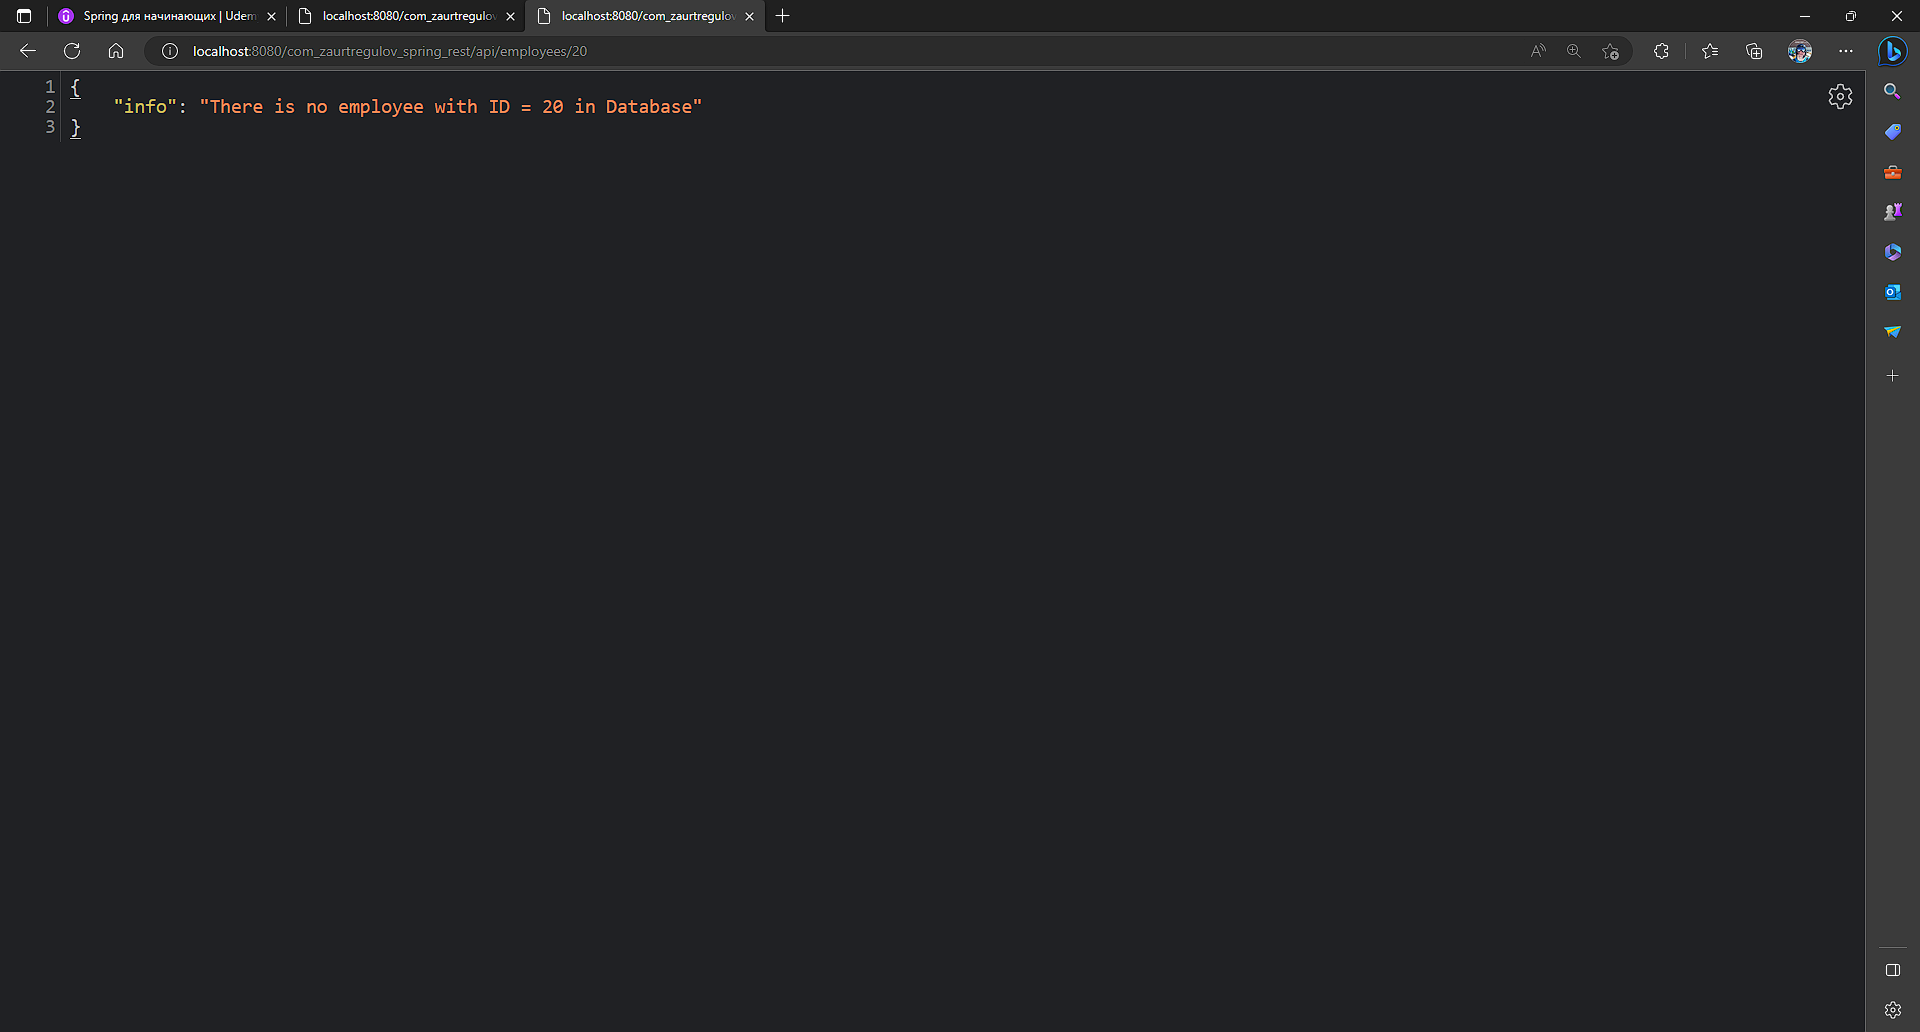 Spring для начинающих | Udem
localhost:8080/com_zaurtregulov
localhost:8080/com_zaurtregulov
localhost:8080/com_zaurtregulov_spring_rest/api/employees/20
1 {
2 "info": "There is no employee with ID = 20 in Database"
3 }